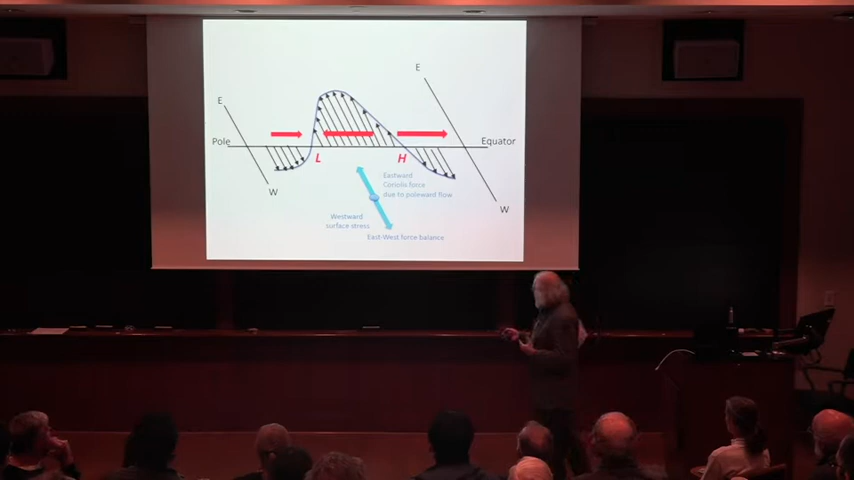 E
E
Pole
Equator
L
H
W
W
Eastward
Coriolis force
due to poleward flow
Westward
surface stress
East-West force balance